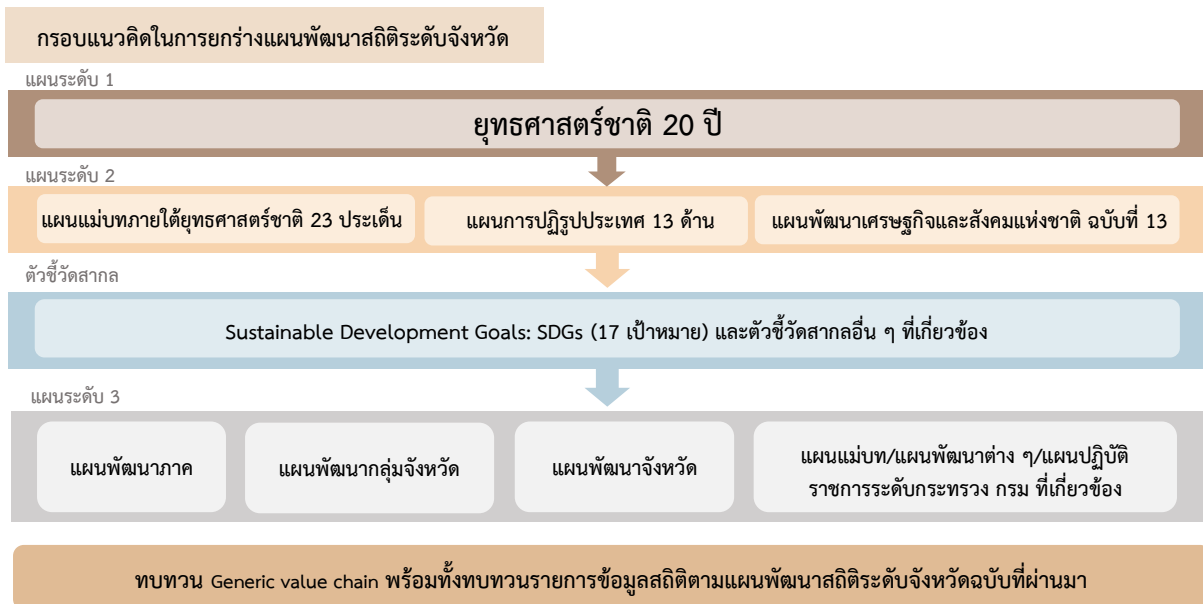 กรอบแนวคิดในการยกร่างแผนพัฒนาสถิติระดับจังหวัด
แผนระดับ 1
ยุทธศาสตร์ชาติ 20 ปี
แผนระดับ 2
แผนแม่บทภายใต้ยุทธศาสตร์ชาติ 23 ประเด็น
แผนการปฏิรูปประเทศ 13 ด้าน
แผนพัฒนาเศรษฐกิจและสังคมแห่งชาติ ฉบับที่ 13
ตัวชี้วัดสากล
Sustainable Development Goals: SDGs (17 เป้าหมาย) และตัวชี้วัดสากลอื่น ๆ ที่เกี่ยวข้อง
แผนระดับ 3
แผนพัฒนาภาค
แผนพัฒนากลุ่มจังหวัด
แผนพัฒนาจังหวัด
แผนแม่บท/แผนพัฒนาต่าง ๆ/แผนปฏิบัติ
ราชการระดับกระทรวง กรม ที่เกี่ยวข้อง
ทบทวน Generic value chain พร้อมทั้งทบทวนรายการข้อมูลสถิติตามแผนพัฒนาสถิติระดับจังหวัดฉบับที่ผ่านมา